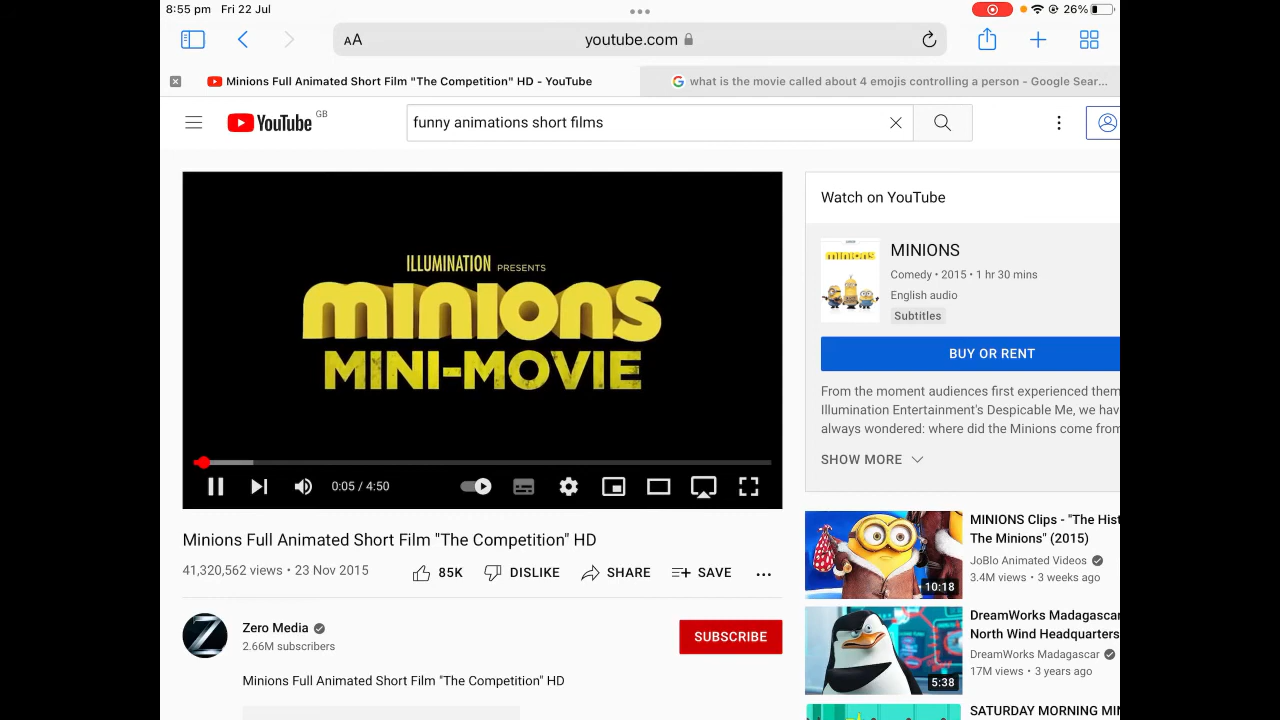 8:55 pm Fri 22 Jul
26%
AA
youtube.com
Minions Full Animated Short Film "The Competition" HD - YouTube
what is the movie called about 4 emojis controlling a person - Google Sear...
YouTube GB
funny animations short films
ILLUMINATION PRESENTS
MINIONS
MINI-MOVIE
0:05 / 4:50
Watch on YouTube
minions
MINIONS
Comedy • 2015 • 1 hr 30 mins
English audio
Subtitles
BUY OR RENT
From the moment audiences first experienced them
Illumination Entertainment's Despicable Me, we hav
always wondered: where did the Minions come from
SHOW MORE
Minions Full Animated Short Film "The Competition" HD
41,320,562 views • 23 Nov 2015
85K
DISLIKE
SHARE
SAVE
Z
Zero Media
2.66M subscribers
SUBSCRIBE
Minions Full Animated Short Film "The Competition" HD
10:18
MINIONS Clips - "The Hist
The Minions" (2015)
JoBlo Animated Videos
3.4M views • 3 weeks ago
5:38
DreamWorks Madagascar
North Wind Headquarters
DreamWorks Madagascar
17M views • 3 years ago
SATURDAY MORNING MIN